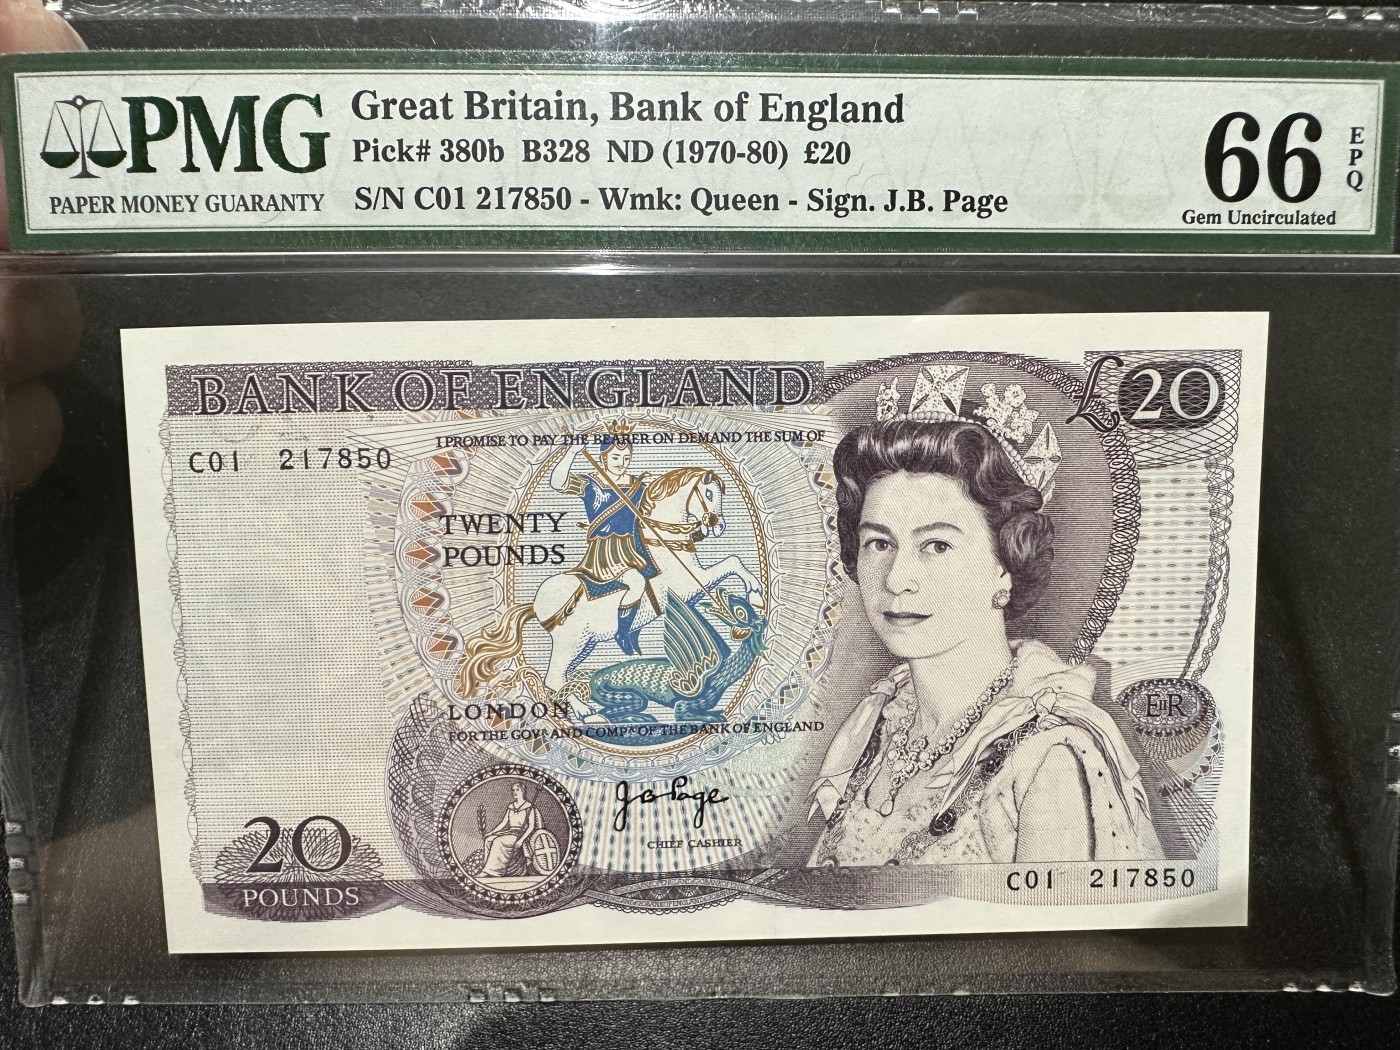 PMG
PAPER MONEY GUARANTY
Great Britain, Bank of England
Pick# 380b B328 ND (1970-80) £20
S/N C01 217850 - Wmk: Queen - Sign. J.B. Page
66
EPQ
Gem Uncirculated
BANK OF ENGLAND
£20
I PROMISE TO PAY THE BEARER ON DEMAND THE SUM OF
C01 217850
TWENTY
POUNDS
LONDON
FOR THE GOVR AND COMPA OF THE BANK OF ENGLAND
EIIR
J B Page
CHIEF CASHIER
20
POUNDS
C01 217850